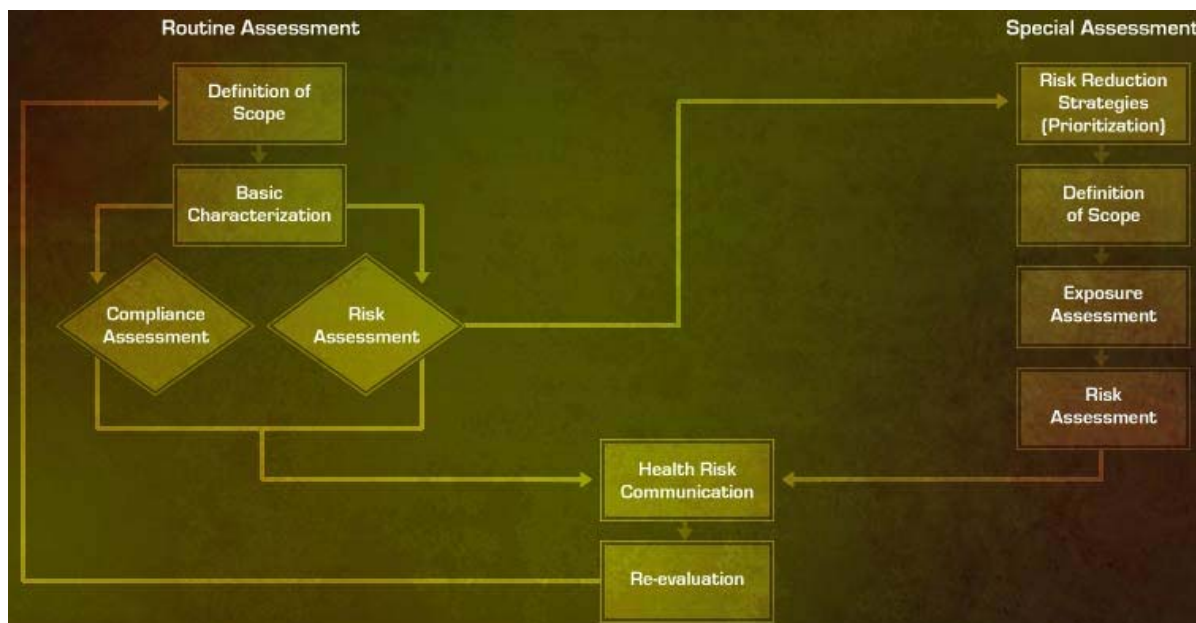 Routine Assessment
Special Assessment
Definition of
Scope
Basic
Characterization
Compliance
Assessment
Risk
Assessment
Risk Reduction
Strategies
(Prioritization)
Definition
of Scope
Exposure
Assessment
Risk
Assessment
Health Risk
Communication
Re-evaluation